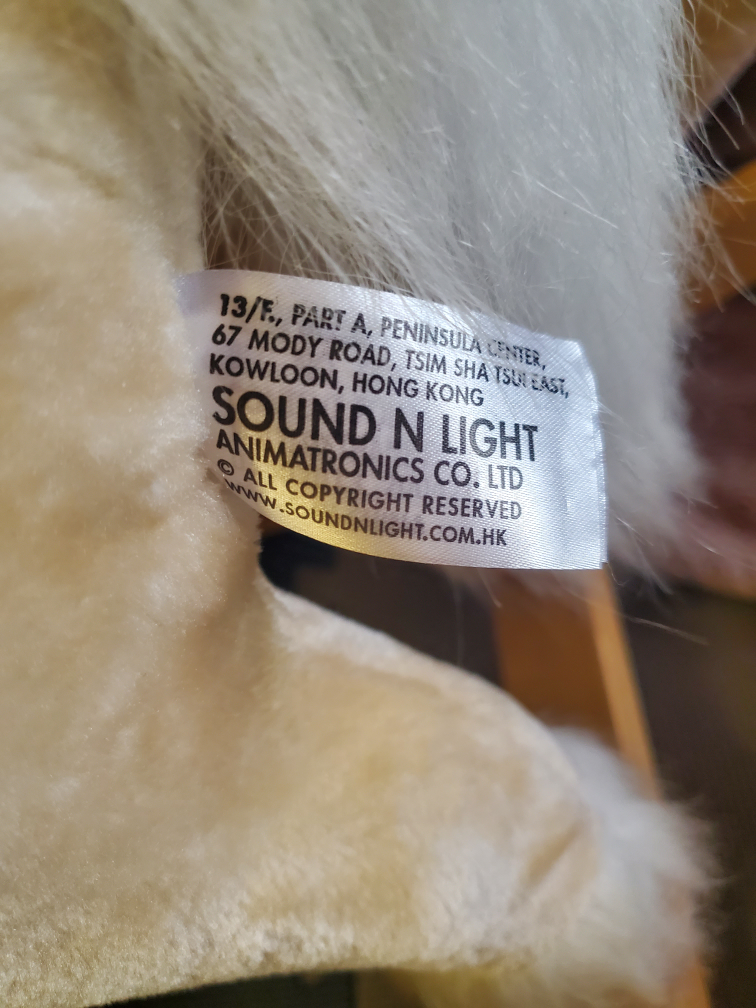 13/F., PART A, PENINSULA CENTER,
67 MODY ROAD, TSIM SHA TSUI EAST,
KOWLOON, HONG KONG
SOUND N LIGHT
ANIMATRONICS CO. LTD
© ALL COPYRIGHT RESERVED
WWW.SOUNDNLIGHT.COM.HK